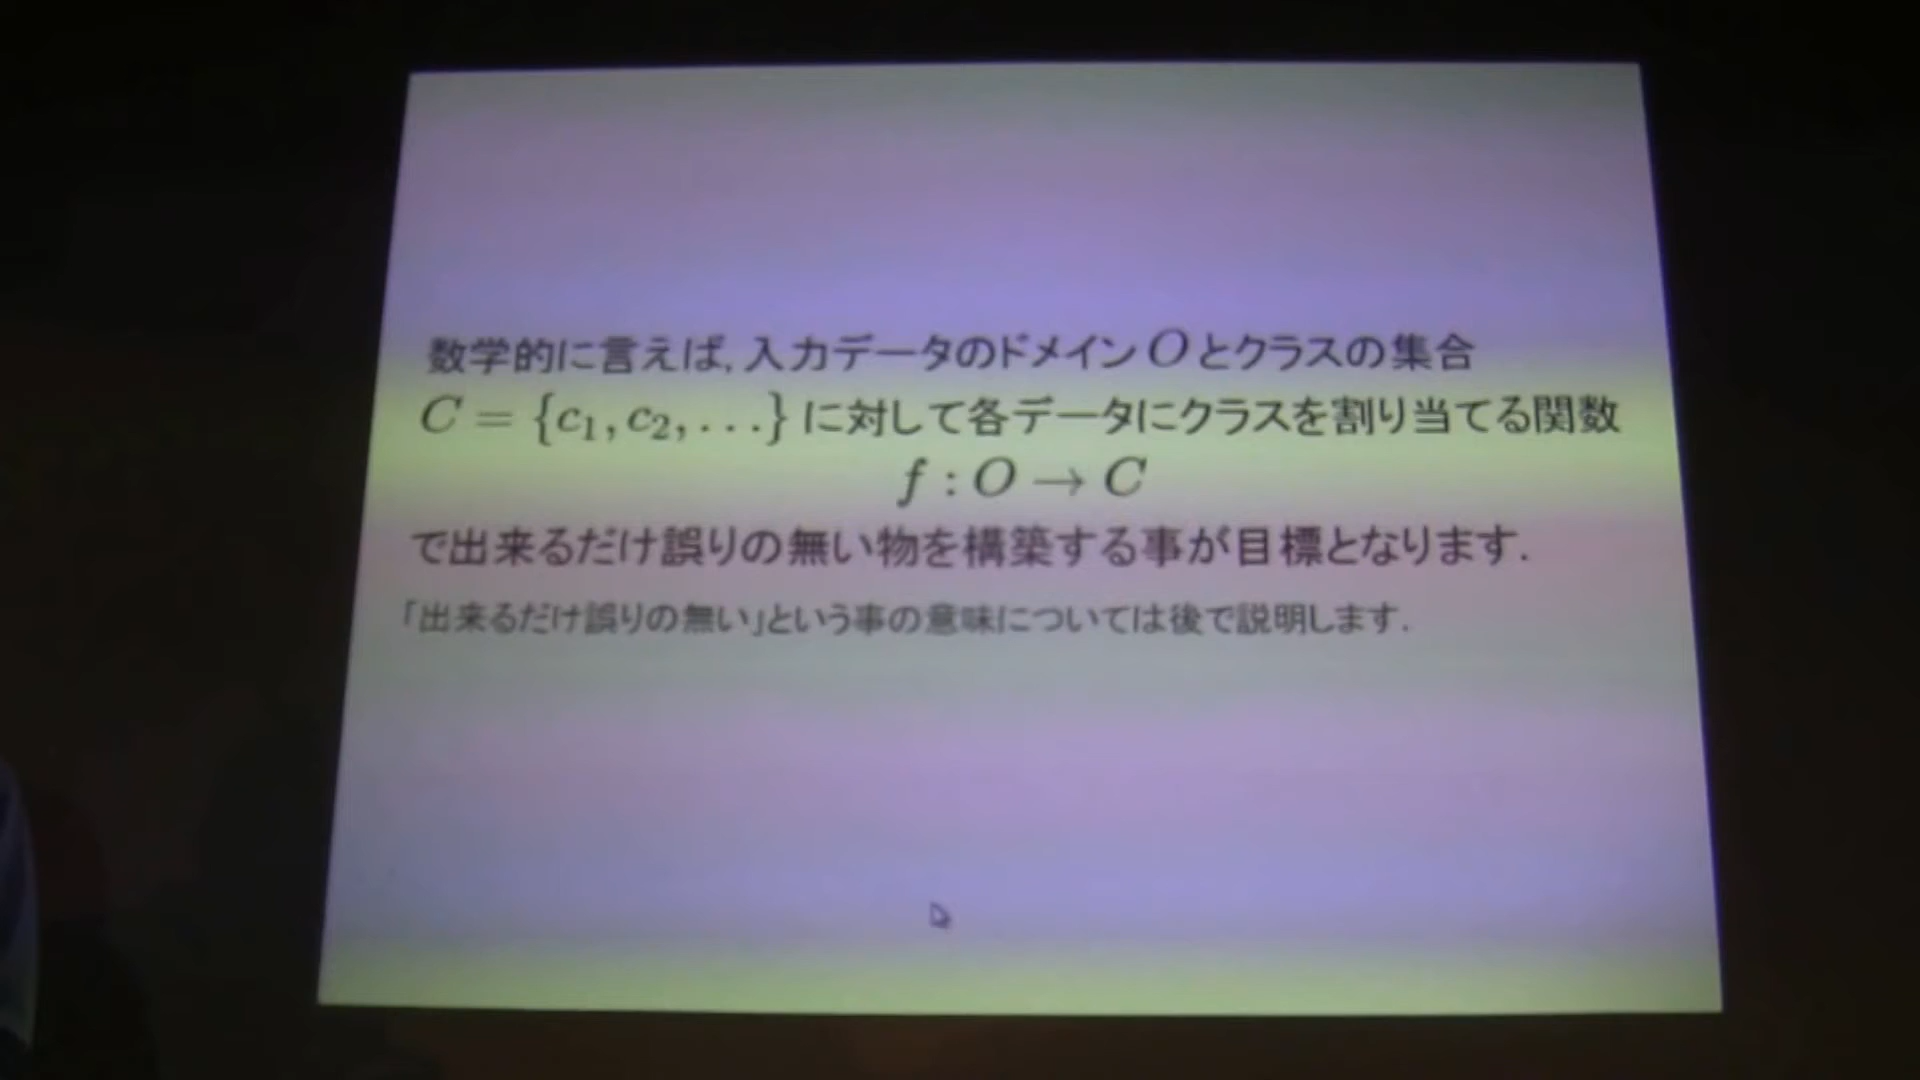 数学的に言えば, 入力データのドメイン O とクラスの集合
C = {c₁, c₂, . . .} に対して各データにクラスを割り当てる関数
f : O → C
で出来るだけ誤りの無い物を構築する事が目標となります.
「出来るだけ誤りの無い」という事の意味については後で説明します.